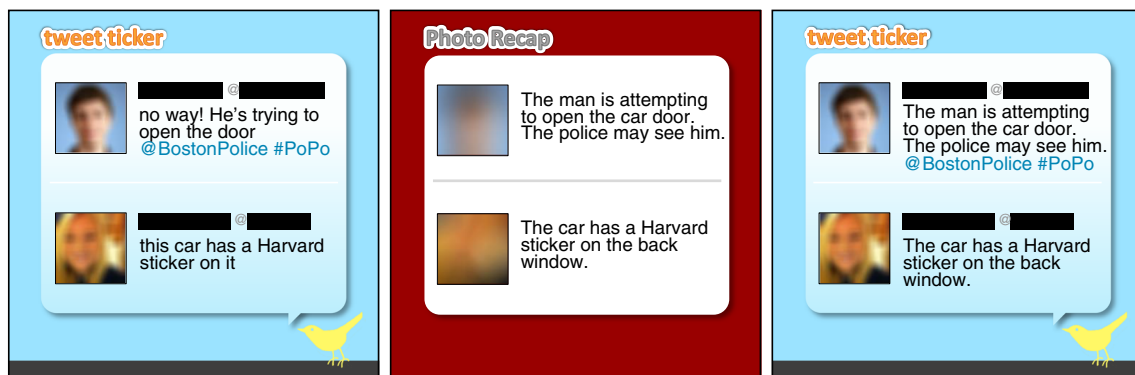 tweet ticker
@
no way! He's trying to
open the door
@BostonPolice #PoPo
@
this car has a Harvard
sticker on it
Photo Recap
The man is attempting
to open the car door.
The police may see him.
The car has a Harvard
sticker on the back
window.
tweet ticker
@
The man is attempting
to open the car door.
The police may see him.
@BostonPolice #PoPo
@
The car has a Harvard
sticker on the back
window.